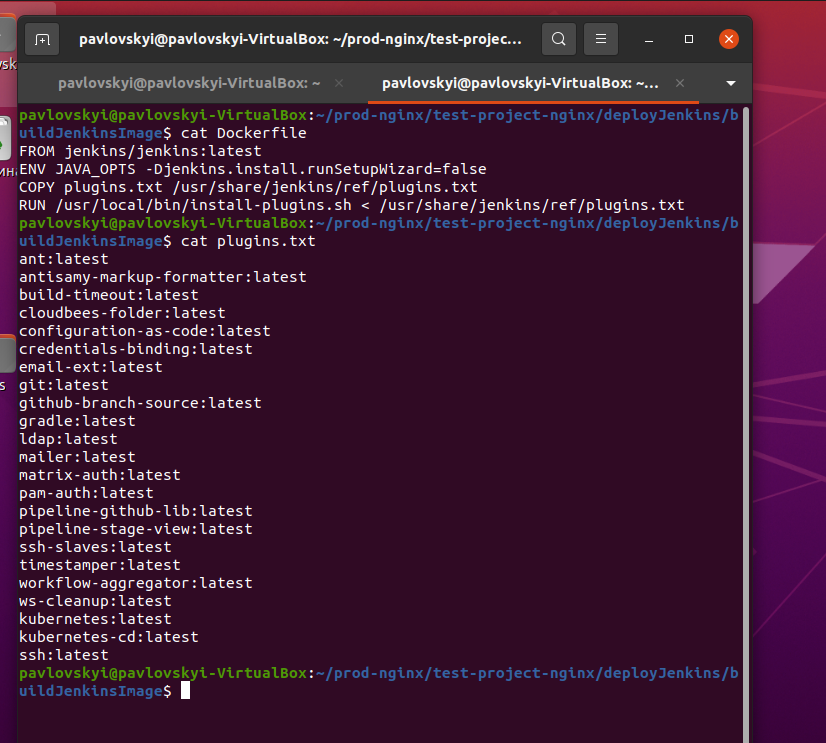 pavlovskyi@pavlovskyi-VirtualBox: ~/prod-nginx/test-projec...
pavlovskyi@pavlovskyi-VirtualBox: ~
pavlovskyi@pavlovskyi-VirtualBox: ~...
pavlovskyi@pavlovskyi-VirtualBox:~/prod-nginx/test-project-nginx/deployJenkins/b
uildJenkinsImage$ cat Dockerfile
FROM jenkins/jenkins:latest
ENV JAVA_OPTS -Djenkins.install.runSetupWizard=false
COPY plugins.txt /usr/share/jenkins/ref/plugins.txt
RUN /usr/local/bin/install-plugins.sh < /usr/share/jenkins/ref/plugins.txt
pavlovskyi@pavlovskyi-VirtualBox:~/prod-nginx/test-project-nginx/deployJenkins/b
uildJenkinsImage$ cat plugins.txt
ant:latest
antisamy-markup-formatter:latest
build-timeout:latest
cloudbees-folder:latest
configuration-as-code:latest
credentials-binding:latest
email-ext:latest
git:latest
github-branch-source:latest
gradle:latest
ldap:latest
mailer:latest
matrix-auth:latest
pam-auth:latest
pipeline-github-lib:latest
pipeline-stage-view:latest
ssh-slaves:latest
timestamper:latest
workflow-aggregator:latest
ws-cleanup:latest
kubernetes:latest
kubernetes-cd:latest
ssh:latest
pavlovskyi@pavlovskyi-VirtualBox:~/prod-nginx/test-project-nginx/deployJenkins/b
uildJenkinsImage$